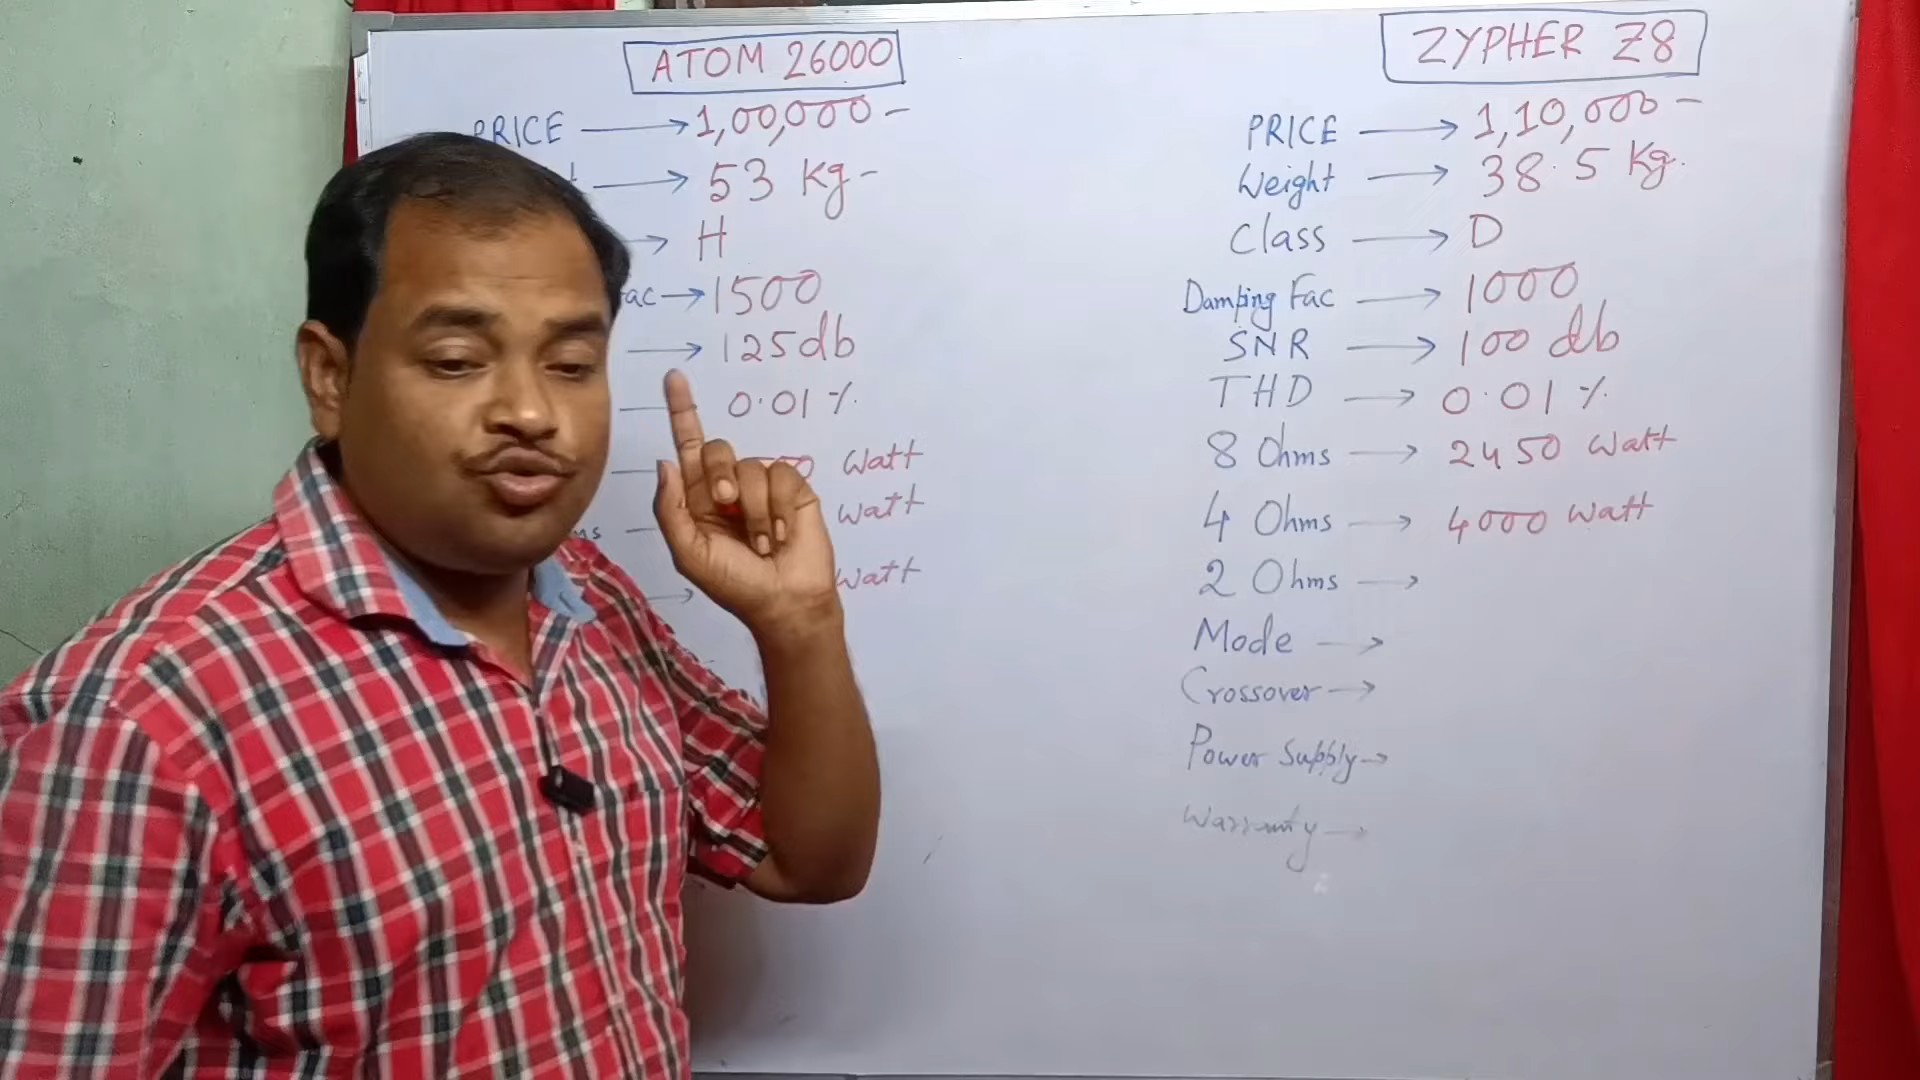 ATOM 26000
PRICE → 1,00,000 –
→ 53 Kg –
→ H
ac → 1500
→ 125db
0.01 %
Watt
ms Watt
→ Watt
ZYPHER Z8
PRICE → 1,10,000 –
Weight → 38.5 Kg.
Class → D
Damping Fac → 1000
SNR → 100 db
THD → 0.01 %
8 Ohms → 2450 Watt
4 Ohms → 4000 Watt
2 Ohms →
Mode →
Crossover →
Power Supply →
Warranty →